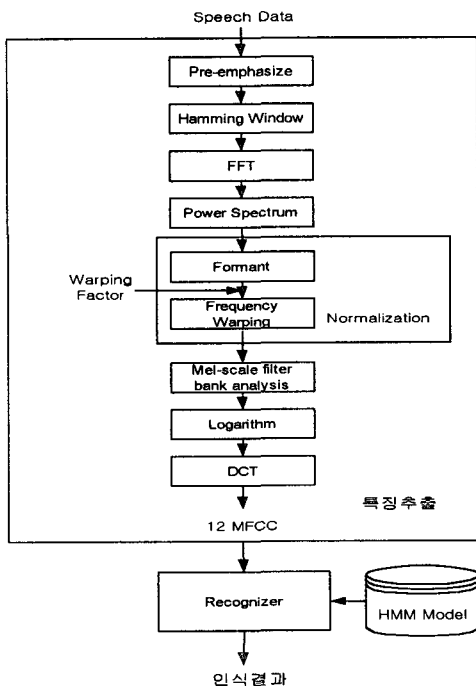 Speech Data
Pre-emphasize
Hamming Window
FFT
Power Spectrum
Formant
Warping
Factor
Frequency
Warping
Normalization
Mel-scale filter
bank analysis
Logarithm
DCT
특징추출
12 MFCC
Recognizer
HMM Model
인식결과